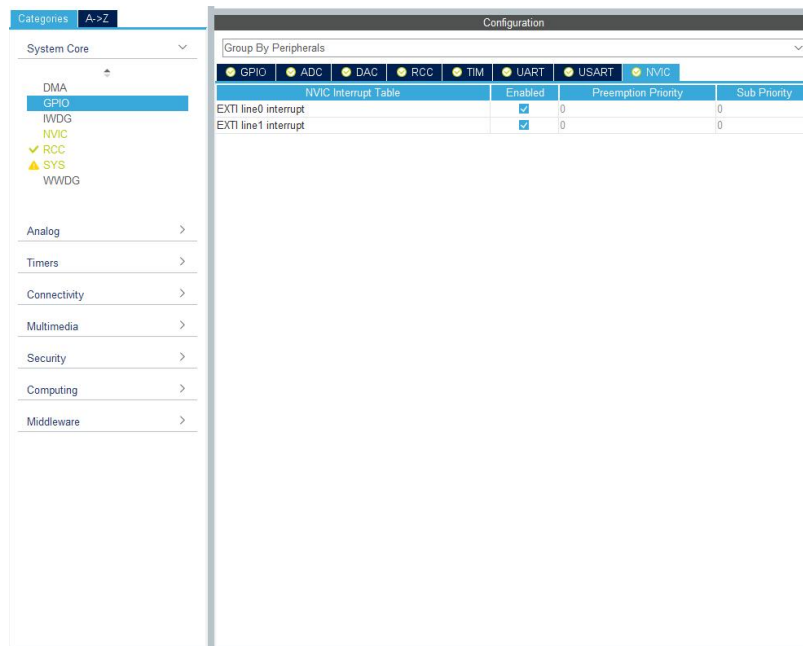 Categories A->Z
System Core
DMA
GPIO
IWDG
NVIC
RCC
SYS
WWDG
Analog
Timers
Connectivity
Multimedia
Security
Computing
Middleware
Configuration
Group By Peripherals
GPIO ADC DAC RCC TIM UART USART NVIC
NVIC Interrupt Table Enabled Preemption Priority Sub Priority
EXTI line0 interrupt 0 0
EXTI line1 interrupt 0 0